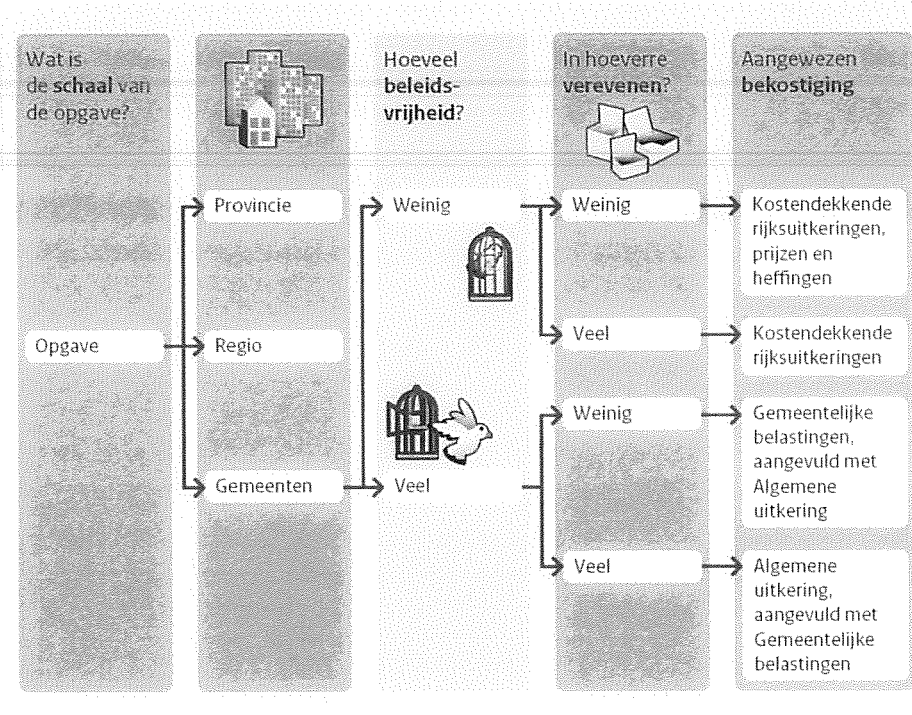 Wat is
de schaal van
de opgave?
Hoeveel
beleids-
vrijheid?
In hoeverre
verevenen?
Aangewezen
bekostiging
Opgave
Provincie
Regio
Gemeenten
Weinig
Veel
Weinig
Veel
Weinig
Veel
Kostendekkende
rijksuitkeringen,
prijzen en
heffingen
Kostendekkende
rijksuitkeringen
Gemeentelijke
belastingen,
aangevuld met
Algemene
uitkering
Algemene
uitkering,
aangevuld met
Gemeentelijke
belastingen